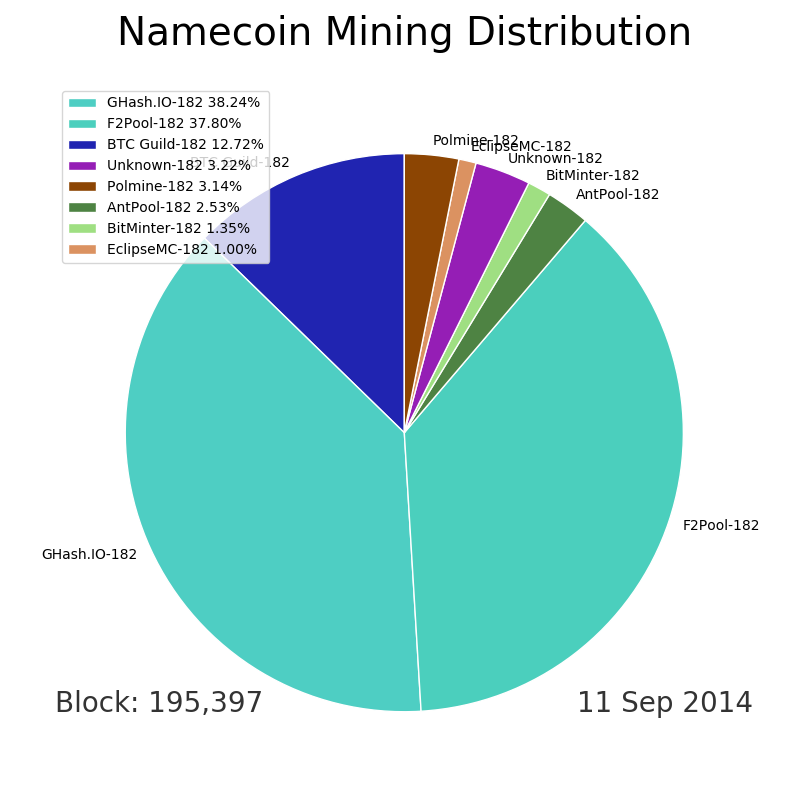 Namecoin Mining Distribution
GHash.IO-182 38.24%
F2Pool-182 37.80%
BTC Guild-182 12.72%
Unknown-182 3.22%
Polmine-182 3.14%
AntPool-182 2.53%
BitMinter-182 1.35%
EclipseMC-182 1.00%
BTC Guild-182
Polmine-182
EclipseMC-182
Unknown-182
BitMinter-182
AntPool-182
F2Pool-182
GHash.IO-182
Block: 195,397
11 Sep 2014